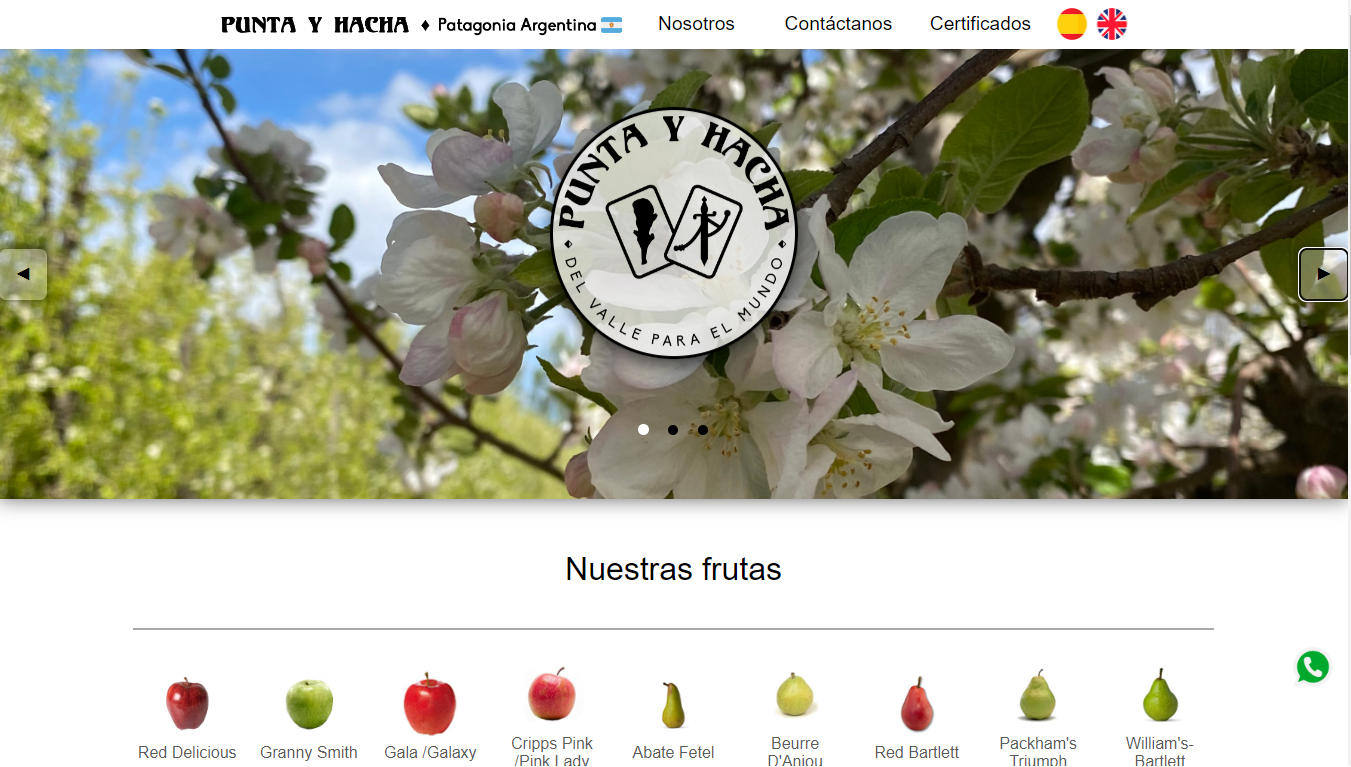 PUNTA Y HACHA ♦ Patagonia Argentina Nosotros Contáctanos Certificados
PUNTA Y HACHA
DEL VALLE PARA EL MUNDO
Nuestras frutas
Red Delicious
Granny Smith
Gala /Galaxy
Cripps Pink
/Pink Lady
Abate Fetel
Beurre
D'Anjou
Red Bartlett
Packham's
Triumph
William's-
Bartlett